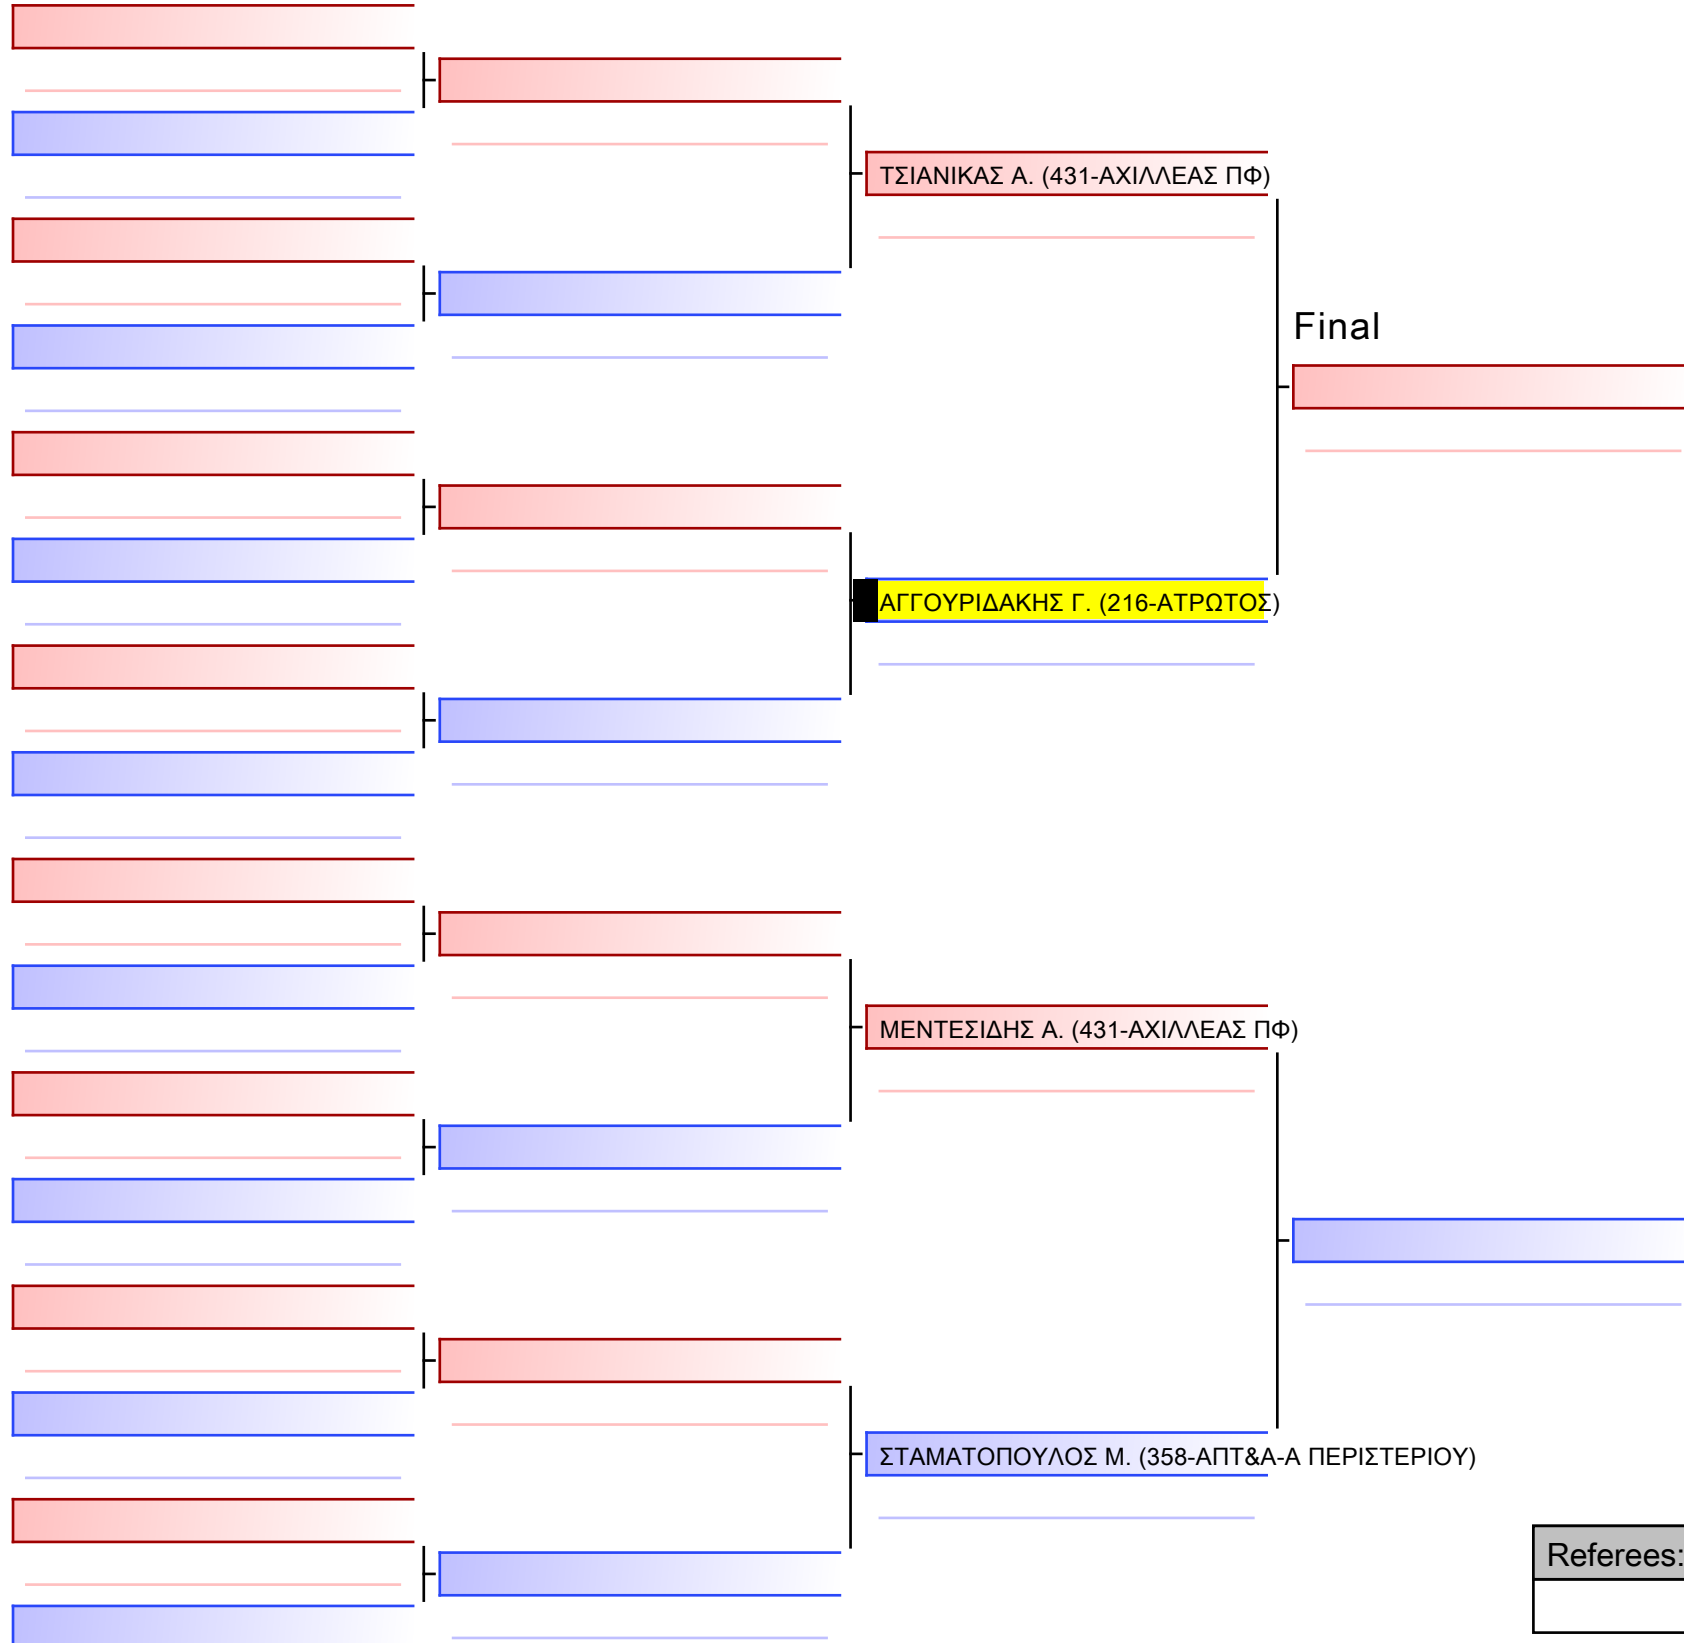 ΤΣΙΑΝΙΚΑΣ Α. (431-ΑΧΙΛΛΕΑΣ ΠΦ)
Final
ΑΓΓΟΥΡΙΔΑΚΗΣ Γ. (216-ΑΤΡΩΤΟΣ)
ΜΕΝΤΕΣΙΔΗΣ Α. (431-ΑΧΙΛΛΕΑΣ ΠΦ)
ΣΤΑΜΑΤΟΠΟΥΛΟΣ Μ. (358-ΑΠΤ&Α-Α ΠΕΡΙΣΤΕΡΙΟΥ)
Referees: